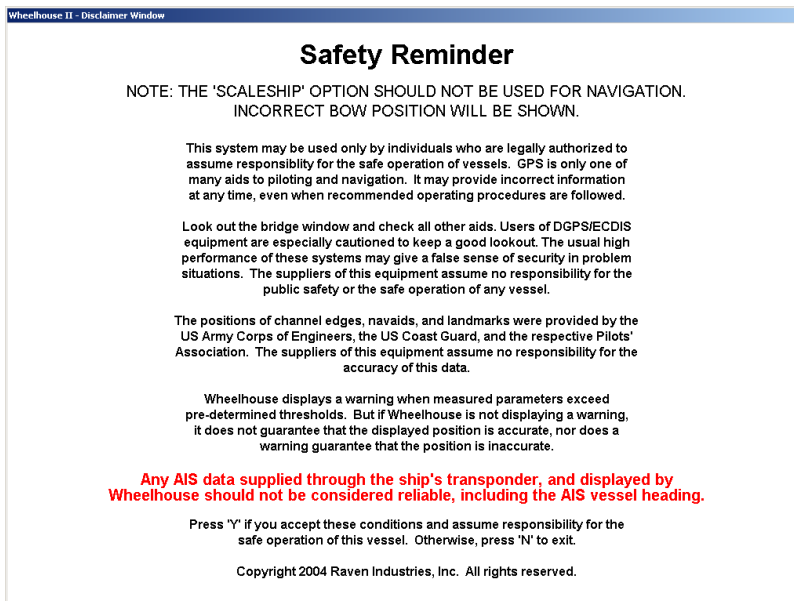 Wheelhouse II - Disclaimer Window
Safety Reminder
NOTE: THE 'SCALESHIP' OPTION SHOULD NOT BE USED FOR NAVIGATION.
INCORRECT BOW POSITION WILL BE SHOWN.
This system may be used only by individuals who are legally authorized to
assume responsiblity for the safe operation of vessels. GPS is only one of
many aids to piloting and navigation. It may provide incorrect information
at any time, even when recommended operating procedures are followed.
Look out the bridge window and check all other aids. Users of DGPS/ECDIS
equipment are especially cautioned to keep a good lookout. The usual high
performance of these systems may give a false sense of security in problem
situations. The suppliers of this equipment assume no responsibility for the
public safety or the safe operation of any vessel.
The positions of channel edges, navaids, and landmarks were provided by the
US Army Corps of Engineers, the US Coast Guard, and the respective Pilots'
Association. The suppliers of this equipment assume no responsibility for the
accuracy of this data.
Wheelhouse displays a warning when measured parameters exceed
pre-determined thresholds. But if Wheelhouse is not displaying a warning,
it does not guarantee that the displayed position is accurate, nor does a
warning guarantee that the position is inaccurate.
Any AIS data supplied through the ship's transponder, and displayed by
Wheelhouse should not be considered reliable, including the AIS vessel heading.
Press 'Y' if you accept these conditions and assume responsibility for the
safe operation of this vessel. Otherwise, press 'N' to exit.
Copyright 2004 Raven Industries, Inc. All rights reserved.